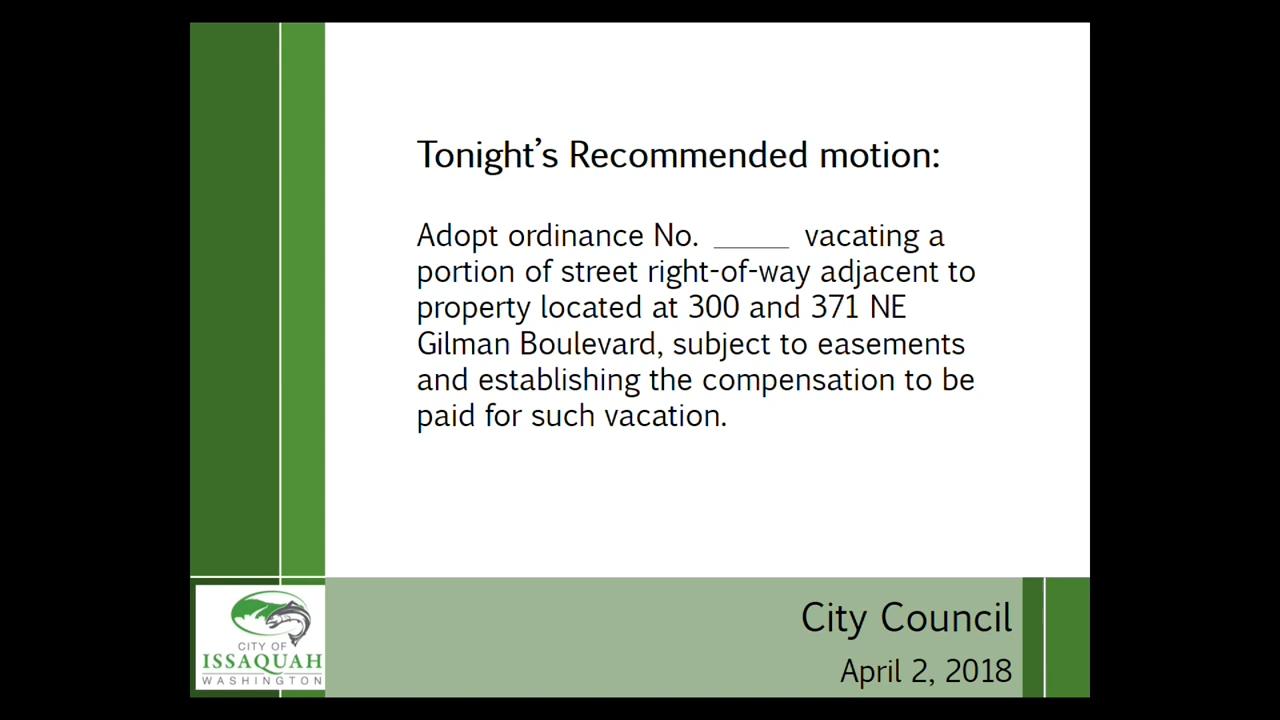 Tonight’s Recommended motion:
Adopt ordinance No. _____ vacating a
portion of street right-of-way adjacent to
property located at 300 and 371 NE
Gilman Boulevard, subject to easements
and establishing the compensation to be
paid for such vacation.
City Council
April 2, 2018
CITY OF
ISSAQUAH
WASHINGTON